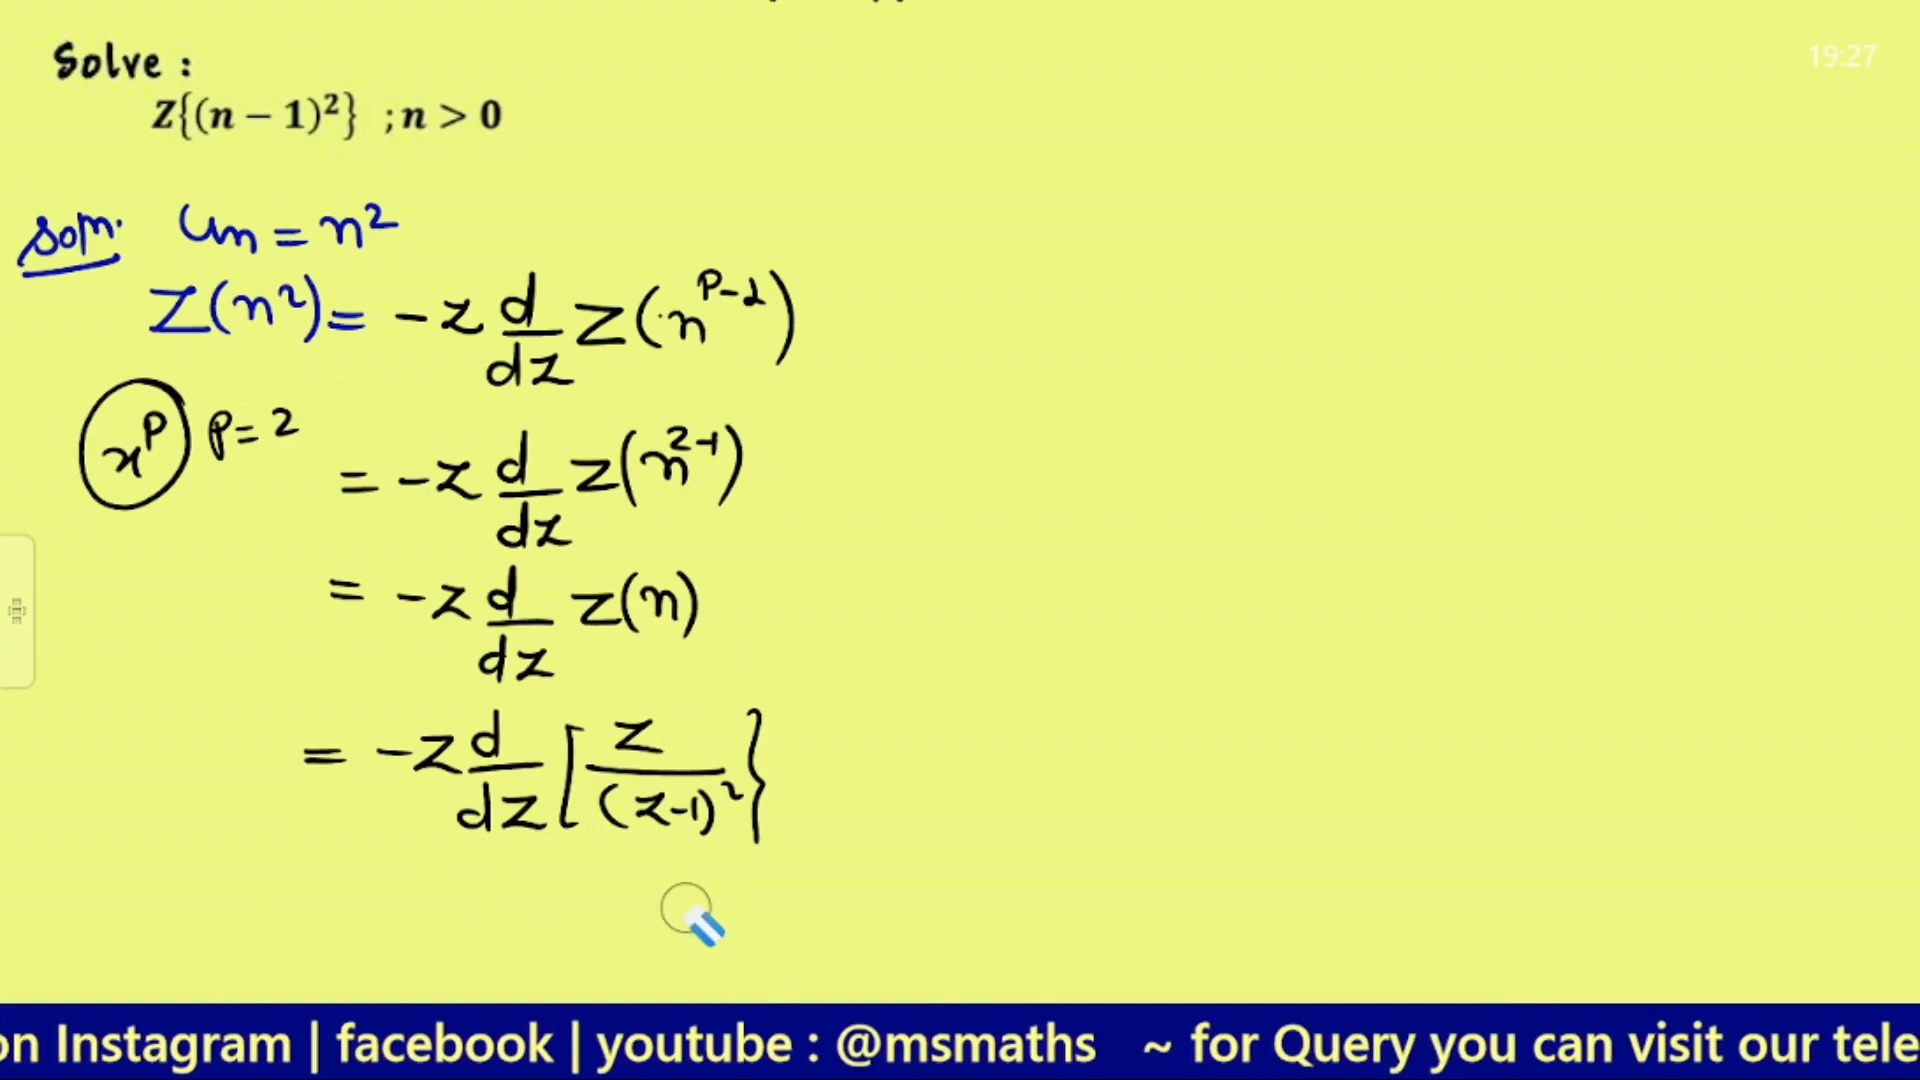 19:27
Solve :
Z{(n − 1)²} ; n > 0
soln. Un = n²
Z(n²) = -z d/dz Z(n^{P-1})
x^P P=2
= -z d/dz Z(n^{2-1})
= -z d/dz Z(n)
= -z d/dz [z/(z-1)²}
on Instagram | facebook | youtube : @msmaths ~ for Query you can visit our tele